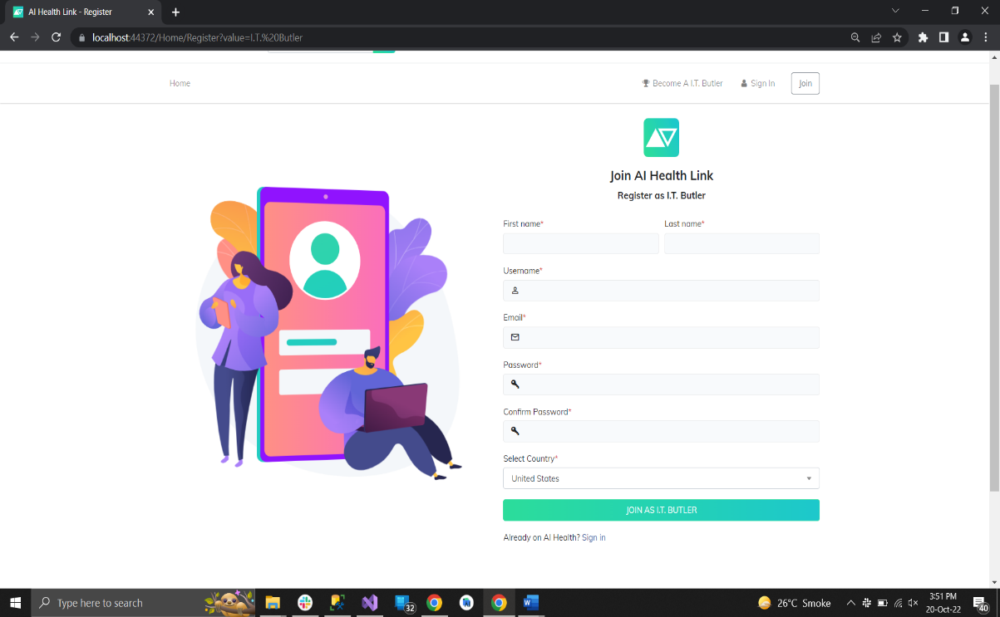 AI Health Link - Register
localhost:44372/Home/Register?value=I.T.%20Butler
Home
Become A I.T. Butler
Sign In
Join
Join AI Health Link
Register as I.T. Butler
First name* Last name*
Username*
Email*
Password*
Confirm Password*
Select Country*
United States
JOIN AS I.T. BUTLER
Already on AI Health? Sign in
Type here to search
32
26°C Smoke
3:51 PM
20-Oct-22
40